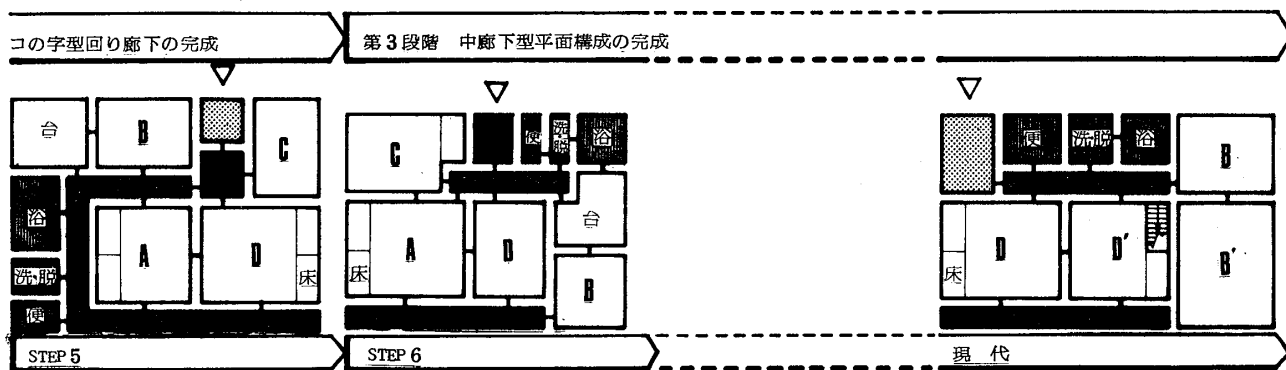 コの字型回り廊下の完成
第3段階 中廊下型平面構成の完成
台
B
C
浴
A
D
床
洗・脱
便
C
便
洗・脱
浴
床
A
D
台
B
便
洗・脱
浴
B
床
D
D'
B'
STEP 5
STEP 6
現代